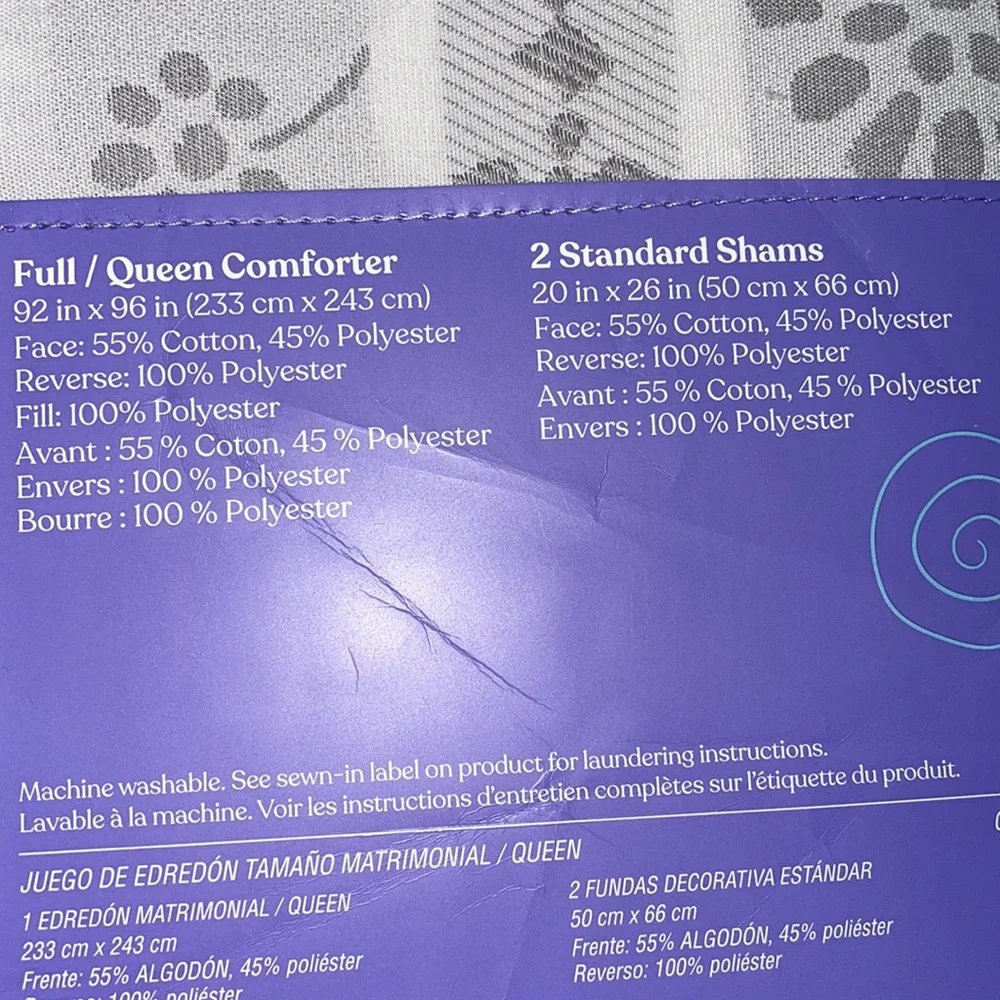 Full / Queen Comforter
92 in x 96 in (233 cm x 243 cm)
Face: 55% Cotton, 45% Polyester
Reverse: 100% Polyester
Fill: 100% Polyester
Avant : 55 % Coton, 45 % Polyester
Envers : 100 % Polyester
Bourre : 100 % Polyester
2 Standard Shams
20 in x 26 in (50 cm x 66 cm)
Face: 55% Cotton, 45% Polyester
Reverse: 100% Polyester
Avant : 55 % Coton, 45 % Polyester
Envers : 100 % Polyester
Machine washable. See sewn-in label on product for laundering instructions.
Lavable à la machine. Voir les instructions d'entretien complètes sur l'étiquette du produit.
JUEGO DE EDREDÓN TAMAÑO MATRIMONIAL / QUEEN
1 EDREDÓN MATRIMONIAL / QUEEN
233 cm x 243 cm
Frente: 55% ALGODÓN, 45% poliéster
Reverso: 100% poliéster
2 FUNDAS DECORATIVA ESTÁNDAR
50 cm x 66 cm
Frente: 55% ALGODÓN, 45% poliéster
Reverso: 100% poliéster